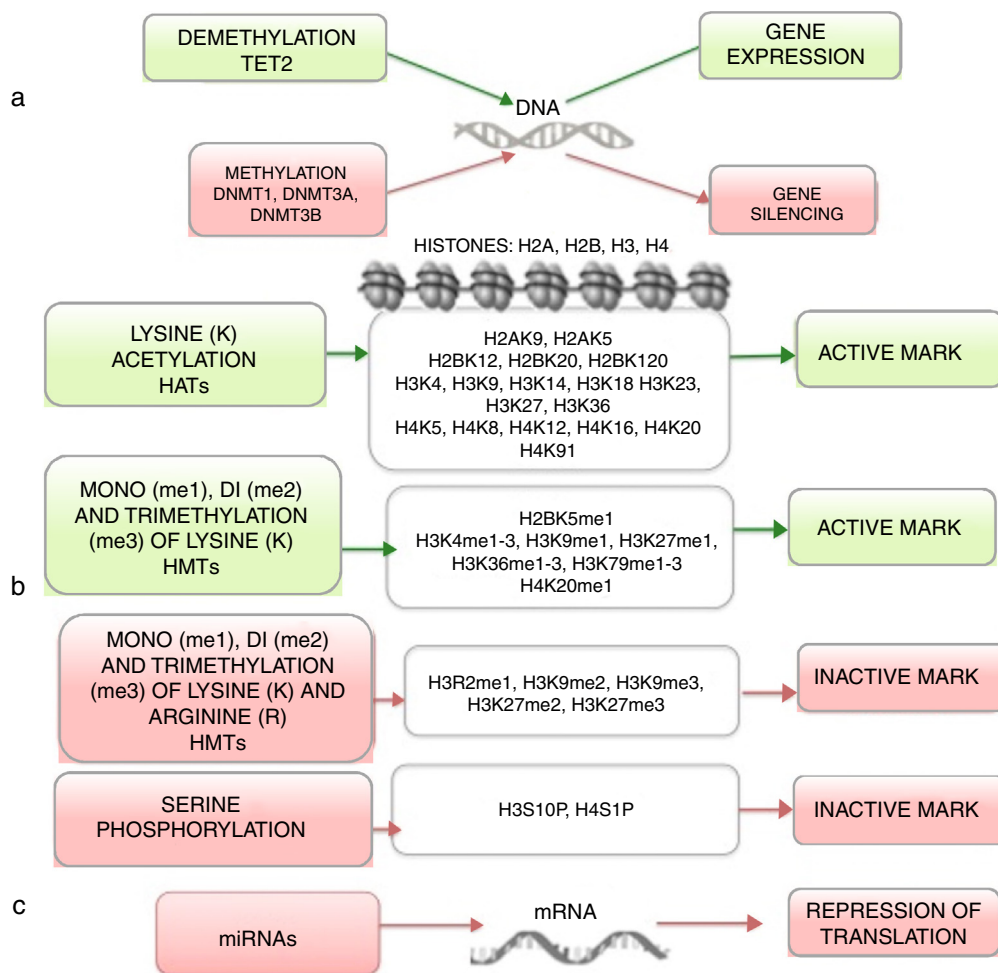 DEMETHYLATION
TET2
GENE
EXPRESSION
a
DNA
METHYLATION
DNMT1, DNMT3A,
DNMT3B
GENE
SILENCING
HISTONES: H2A, H2B, H3, H4
LYSINE (K)
ACETYLATION
HATs
H2AK9, H2AK5
H2BK12, H2BK20, H2BK120
H3K4, H3K9, H3K14, H3K18 H3K23,
H3K27, H3K36
H4K5, H4K8, H4K12, H4K16, H4K20
H4K91
ACTIVE MARK
MONO (me1), DI (me2)
AND TRIMETHYLATION
(me3) OF LYSINE (K)
HMTs
H2BK5me1
H3K4me1-3, H3K9me1, H3K27me1,
H3K36me1-3, H3K79me1-3
H4K20me1
ACTIVE MARK
b
MONO (me1), DI (me2)
AND TRIMETHYLATION
(me3) OF LYSINE (K) AND
ARGININE (R)
HMTs
H3R2me1, H3K9me2, H3K9me3,
H3K27me2, H3K27me3
INACTIVE MARK
SERINE
PHOSPHORYLATION
H3S10P, H4S1P
INACTIVE MARK
c
miRNAs
mRNA
REPRESSION OF
TRANSLATION